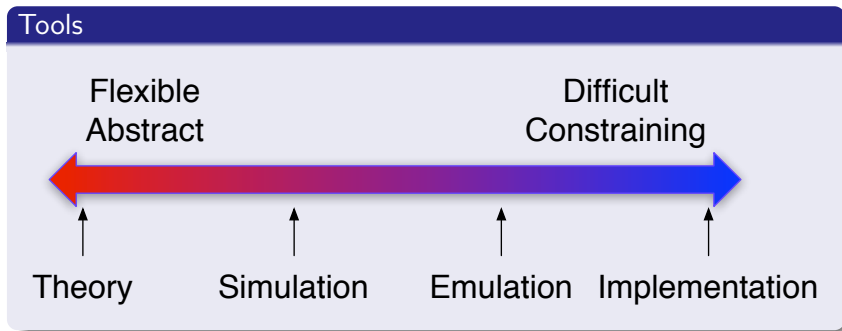 Tools
Flexible
Abstract
Difficult
Constraining
Theory
Simulation
Emulation
Implementation